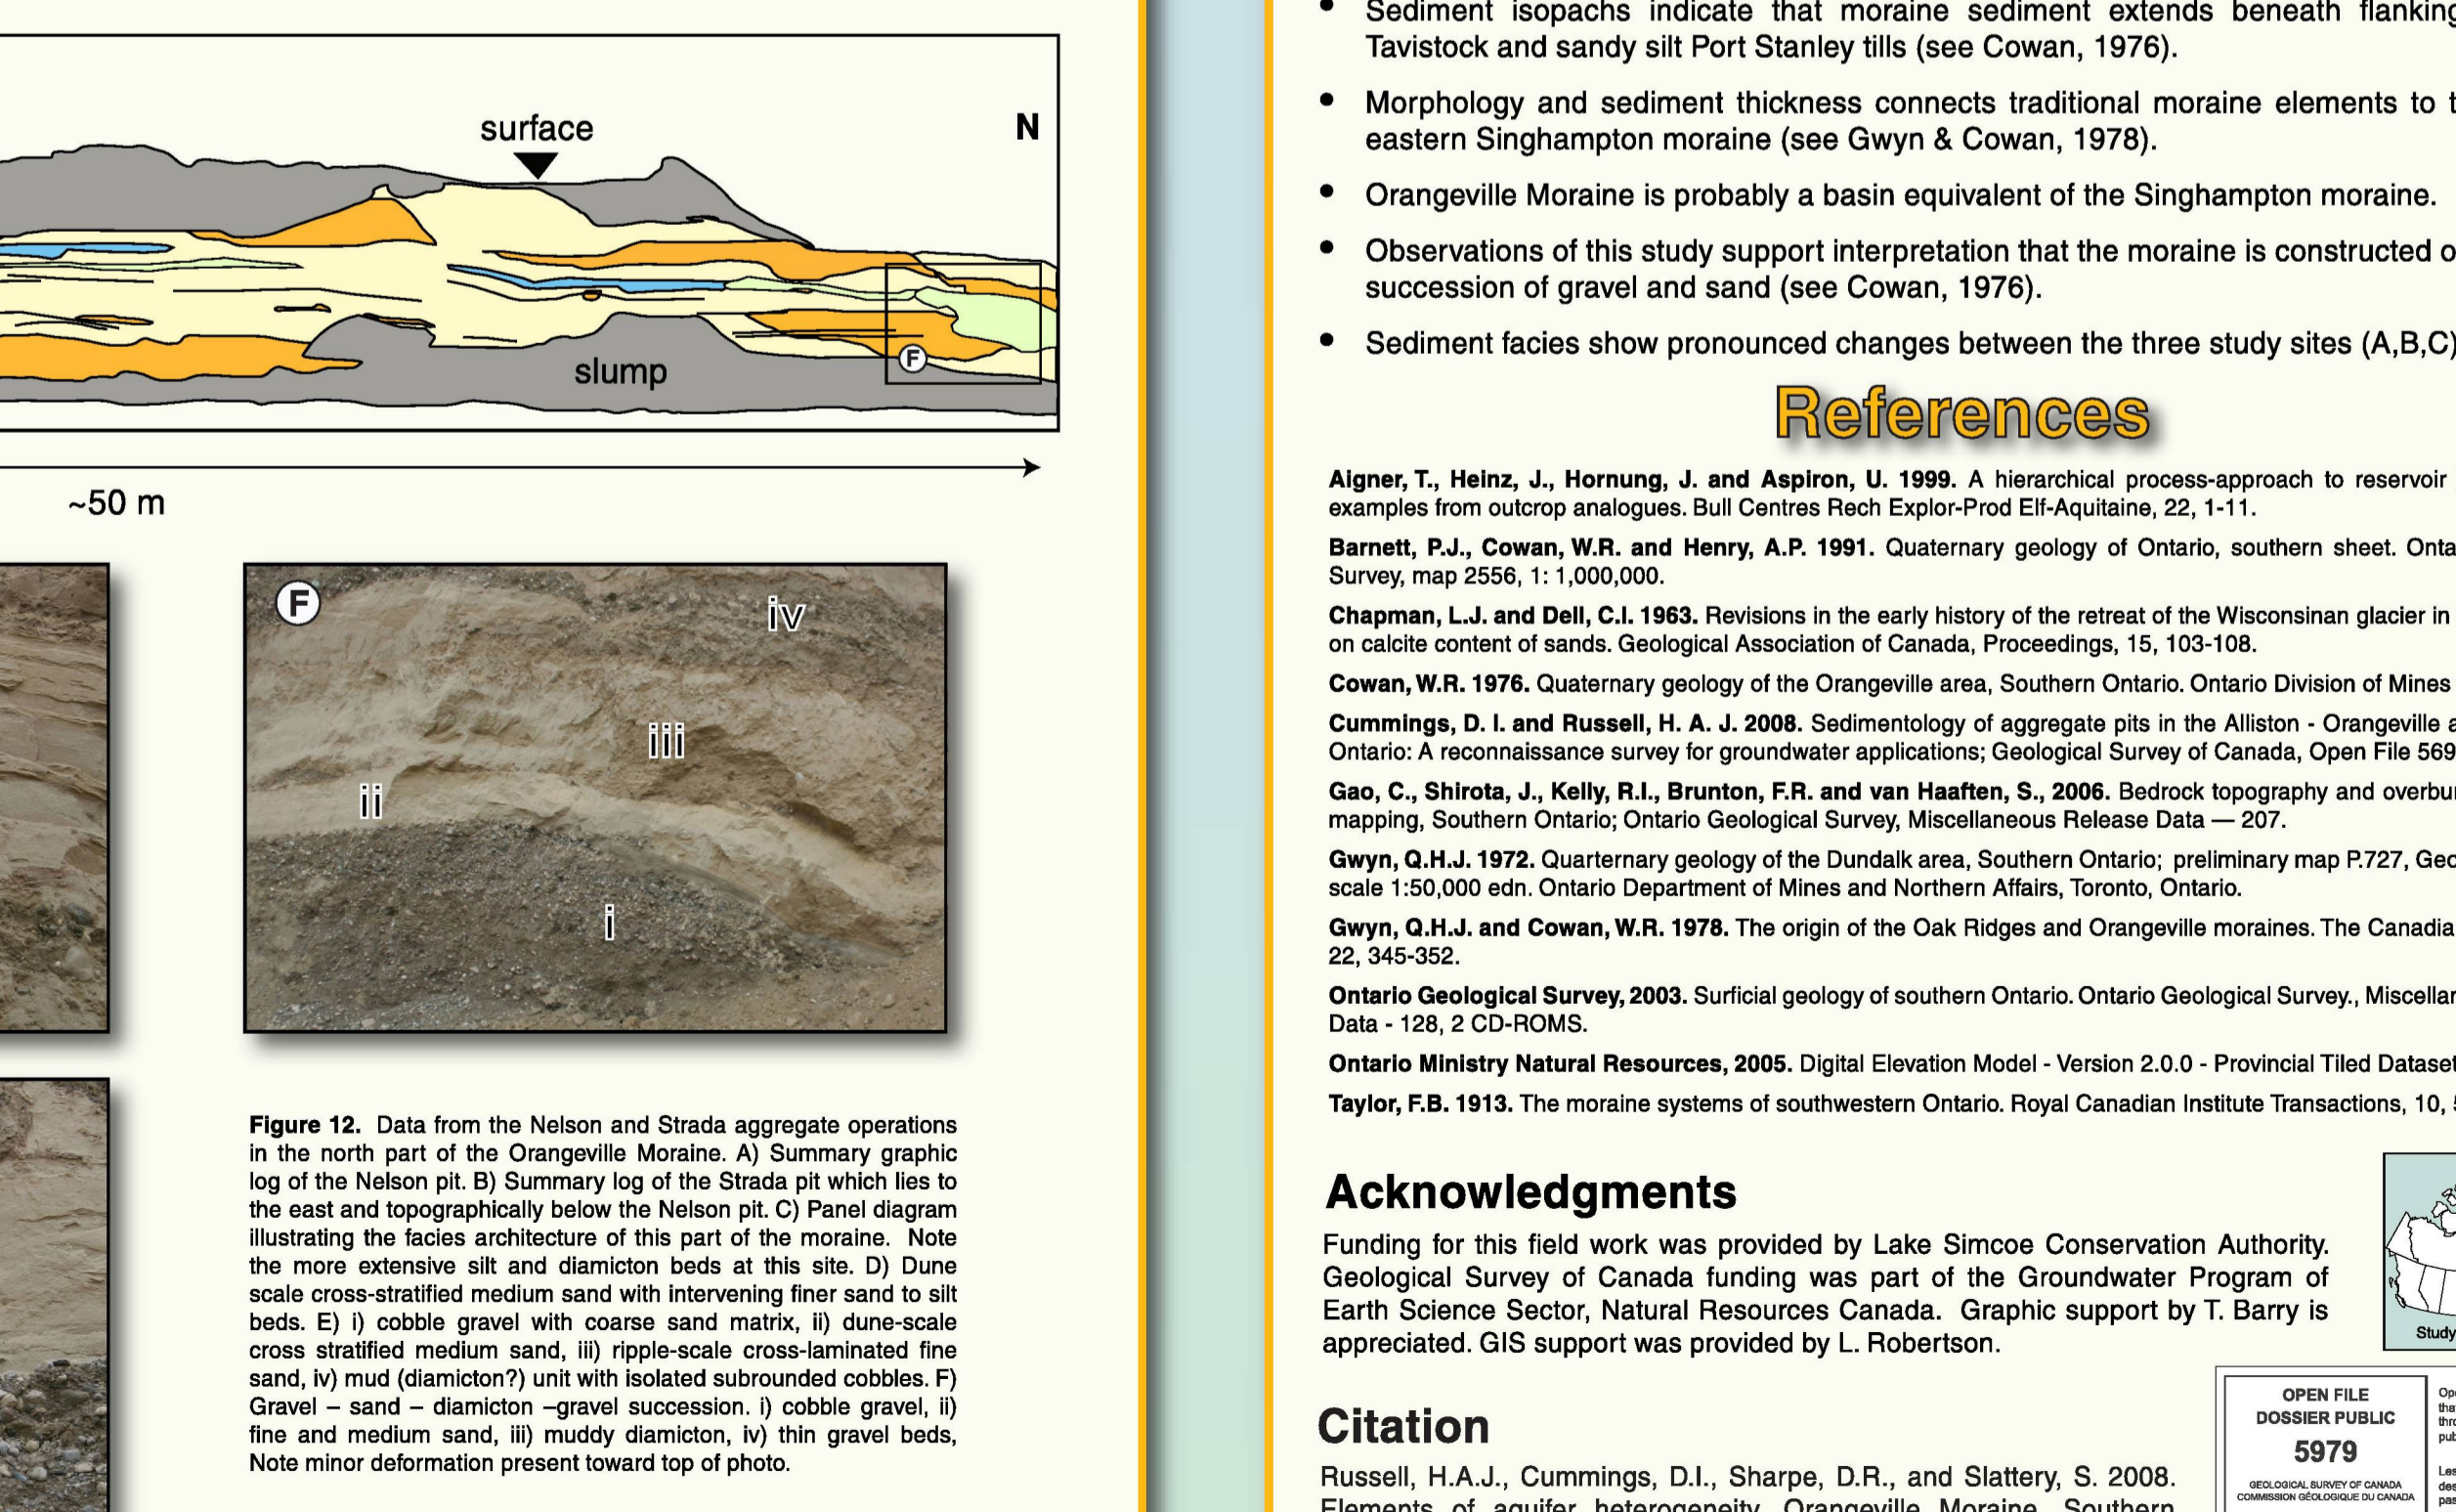 surface
N
slump
F
~50 m
F
iv
iii
ii
i
Figure 12. Data from the Nelson and Strada aggregate operations
in the north part of the Orangeville Moraine. A) Summary graphic
log of the Nelson pit. B) Summary log of the Strada pit which lies to
the east and topographically below the Nelson pit. C) Panel diagram
illustrating the facies architecture of this part of the moraine. Note
the more extensive silt and diamicton beds at this site. D) Dune
scale cross-stratified medium sand with intervening finer sand to silt
beds. E) i) cobble gravel with coarse sand matrix, ii) dune-scale
cross stratified medium sand, iii) ripple-scale cross-laminated fine
sand, iv) mud (diamicton?) unit with isolated subrounded cobbles. F)
Gravel – sand – diamicton –gravel succession. i) cobble gravel, ii)
fine and medium sand, iii) muddy diamicton, iv) thin gravel beds,
Note minor deformation present toward top of photo.
• Sediment isopachs indicate that moraine sediment extends beneath flanking
Tavistock and sandy silt Port Stanley tills (see Cowan, 1976).
• Morphology and sediment thickness connects traditional moraine elements to
eastern Singhampton moraine (see Gwyn & Cowan, 1978).
• Orangeville Moraine is probably a basin equivalent of the Singhampton moraine.
• Observations of this study support interpretation that the moraine is constructed
succession of gravel and sand (see Cowan, 1976).
• Sediment facies show pronounced changes between the three study sites (A,B,C)
References
Aigner, T., Heinz, J., Hornung, J. and Aspiron, U. 1999. A hierarchical process-approach to reservoir
examples from outcrop analogues. Bull Centres Rech Explor-Prod Elf-Aquitaine, 22, 1-11.
Barnett, P.J., Cowan, W.R. and Henry, A.P. 1991. Quaternary geology of Ontario, southern sheet. Onta
Survey, map 2556, 1: 1,000,000.
Chapman, L.J. and Dell, C.I. 1963. Revisions in the early history of the retreat of the Wisconsinan glacier in
on calcite content of sands. Geological Association of Canada, Proceedings, 15, 103-108.
Cowan, W.R. 1976. Quaternary geology of the Orangeville area, Southern Ontario. Ontario Division of Mines
Cummings, D. I. and Russell, H. A. J. 2008. Sedimentology of aggregate pits in the Alliston - Orangeville a
Ontario: A reconnaissance survey for groundwater applications; Geological Survey of Canada, Open File 569
Gao, C., Shirota, J., Kelly, R.I., Brunton, F.R. and van Haaften, S., 2006. Bedrock topography and overbu
mapping, Southern Ontario; Ontario Geological Survey, Miscellaneous Release Data — 207.
Gwyn, Q.H.J. 1972. Quarternary geology of the Dundalk area, Southern Ontario; preliminary map P.727, Geo
scale 1:50,000 edn. Ontario Department of Mines and Northern Affairs, Toronto, Ontario.
Gwyn, Q.H.J. and Cowan, W.R. 1978. The origin of the Oak Ridges and Orangeville moraines. The Canadia
22, 345-352.
Ontario Geological Survey, 2003. Surficial geology of southern Ontario. Ontario Geological Survey., Miscellan
Data - 128, 2 CD-ROMS.
Ontario Ministry Natural Resources, 2005. Digital Elevation Model - Version 2.0.0 - Provincial Tiled Dataset
Taylor, F.B. 1913. The moraine systems of southwestern Ontario. Royal Canadian Institute Transactions, 10,
Acknowledgments
Funding for this field work was provided by Lake Simcoe Conservation Authority.
Geological Survey of Canada funding was part of the Groundwater Program of
Earth Science Sector, Natural Resources Canada. Graphic support by T. Barry is
appreciated. GIS support was provided by L. Robertson.
Study
Citation
Russell, H.A.J., Cummings, D.I., Sharpe, D.R., and Slattery, S. 2008.
Elements of aquifer heterogeneity, Orangeville Moraine, Southern
OPEN FILE
DOSSIER PUBLIC
5979
GEOLOGICAL SURVEY OF CANADA
COMMISSION GÉOLOGIQUE DU CANADA